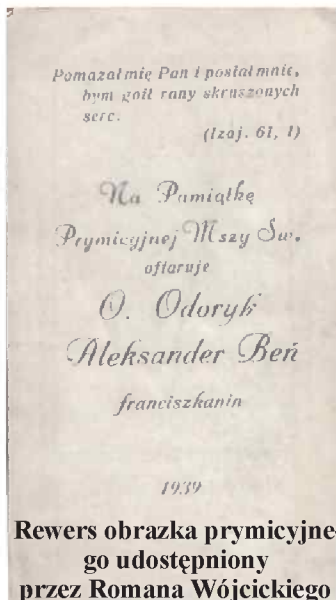 Pomazał mię Pan i posłał mnie,
bym goił rany skruszonych
serc.
(Izaj. 61, 1)
Na Pamiątkę
Prymicyjnej Mszy Św.
ofiaruje
O. Odoryk
Aleksander Beń
franciszkanin
1939
Rewers obrazka prymicyjne-
go udostępniony
przez Romana Wójcickiego